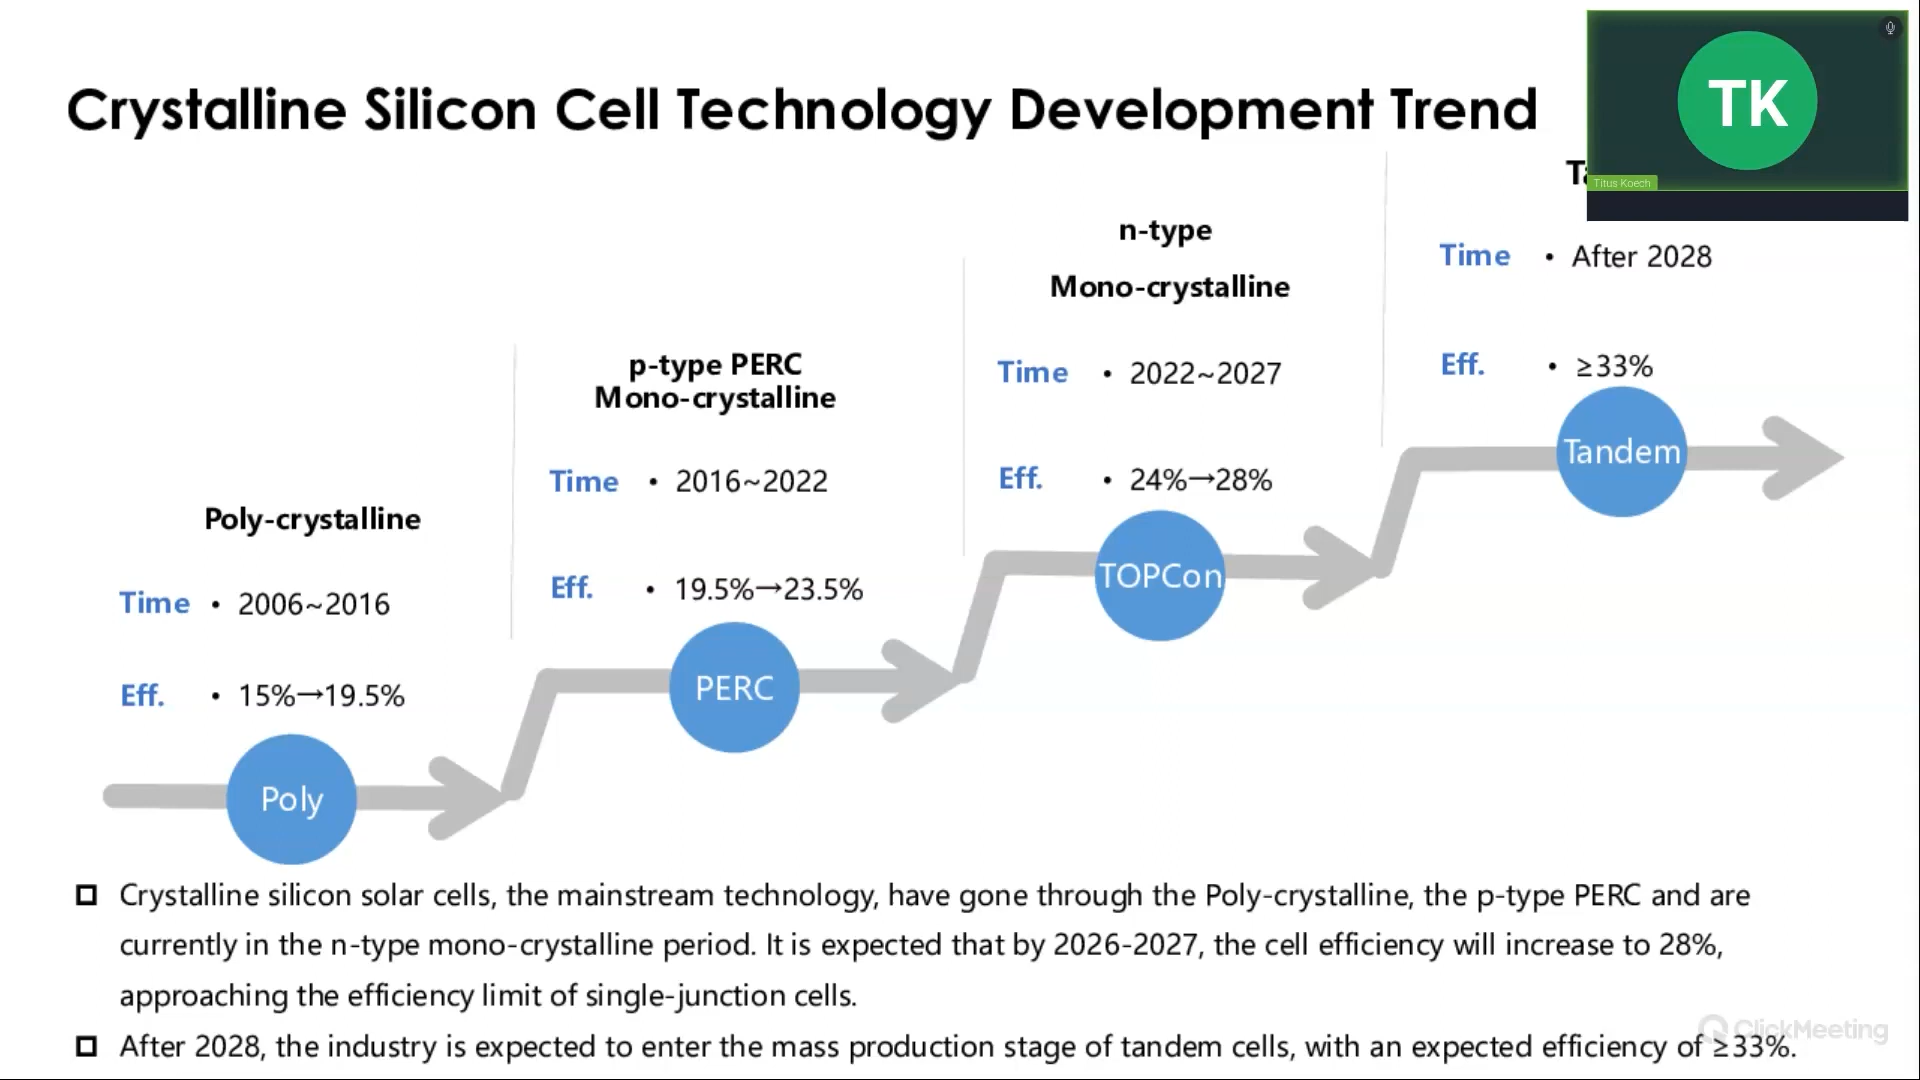 Crystalline Silicon Cell Technology Development Trend
TK
Titus Koech
Time • After 2028
Eff. • ≥33%
Tandem
n-type
Mono-crystalline
Time • 2022~2027
Eff. • 24%→28%
TOPCon
p-type PERC
Mono-crystalline
Time • 2016~2022
Eff. • 19.5%→23.5%
PERC
Poly-crystalline
Time • 2006~2016
Eff. • 15%→19.5%
Poly
Crystalline silicon solar cells, the mainstream technology, have gone through the Poly-crystalline, the p-type PERC and are
currently in the n-type mono-crystalline period. It is expected that by 2026-2027, the cell efficiency will increase to 28%,
approaching the efficiency limit of single-junction cells.
After 2028, the industry is expected to enter the mass production stage of tandem cells, with an expected efficiency of ≥33%.
ClickMeeting